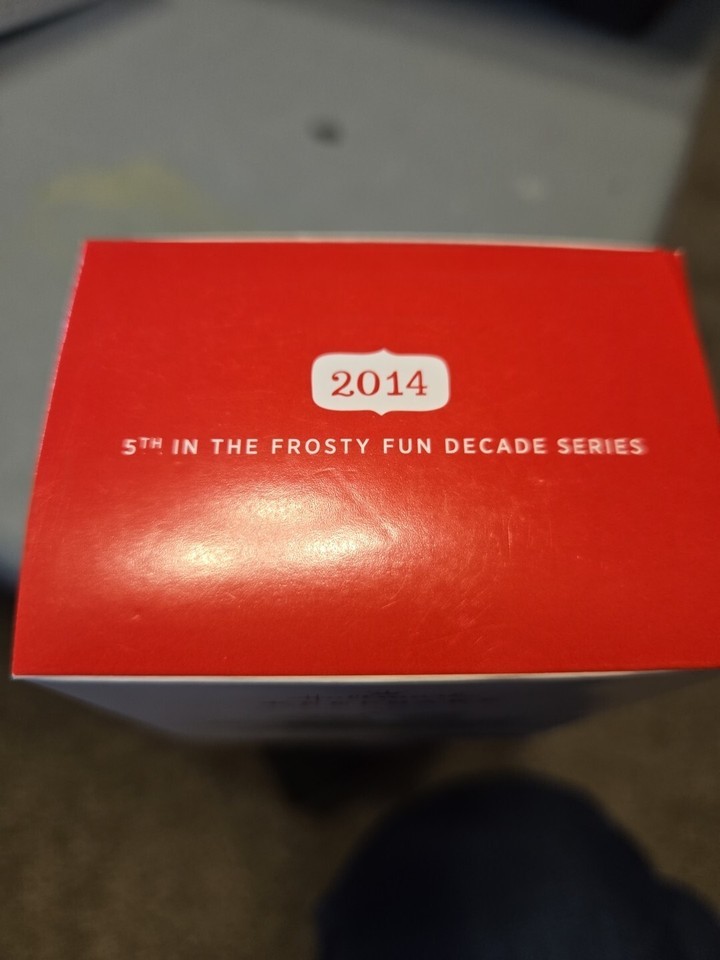 2014
5TH IN THE FROSTY FUN DECADE SERIES